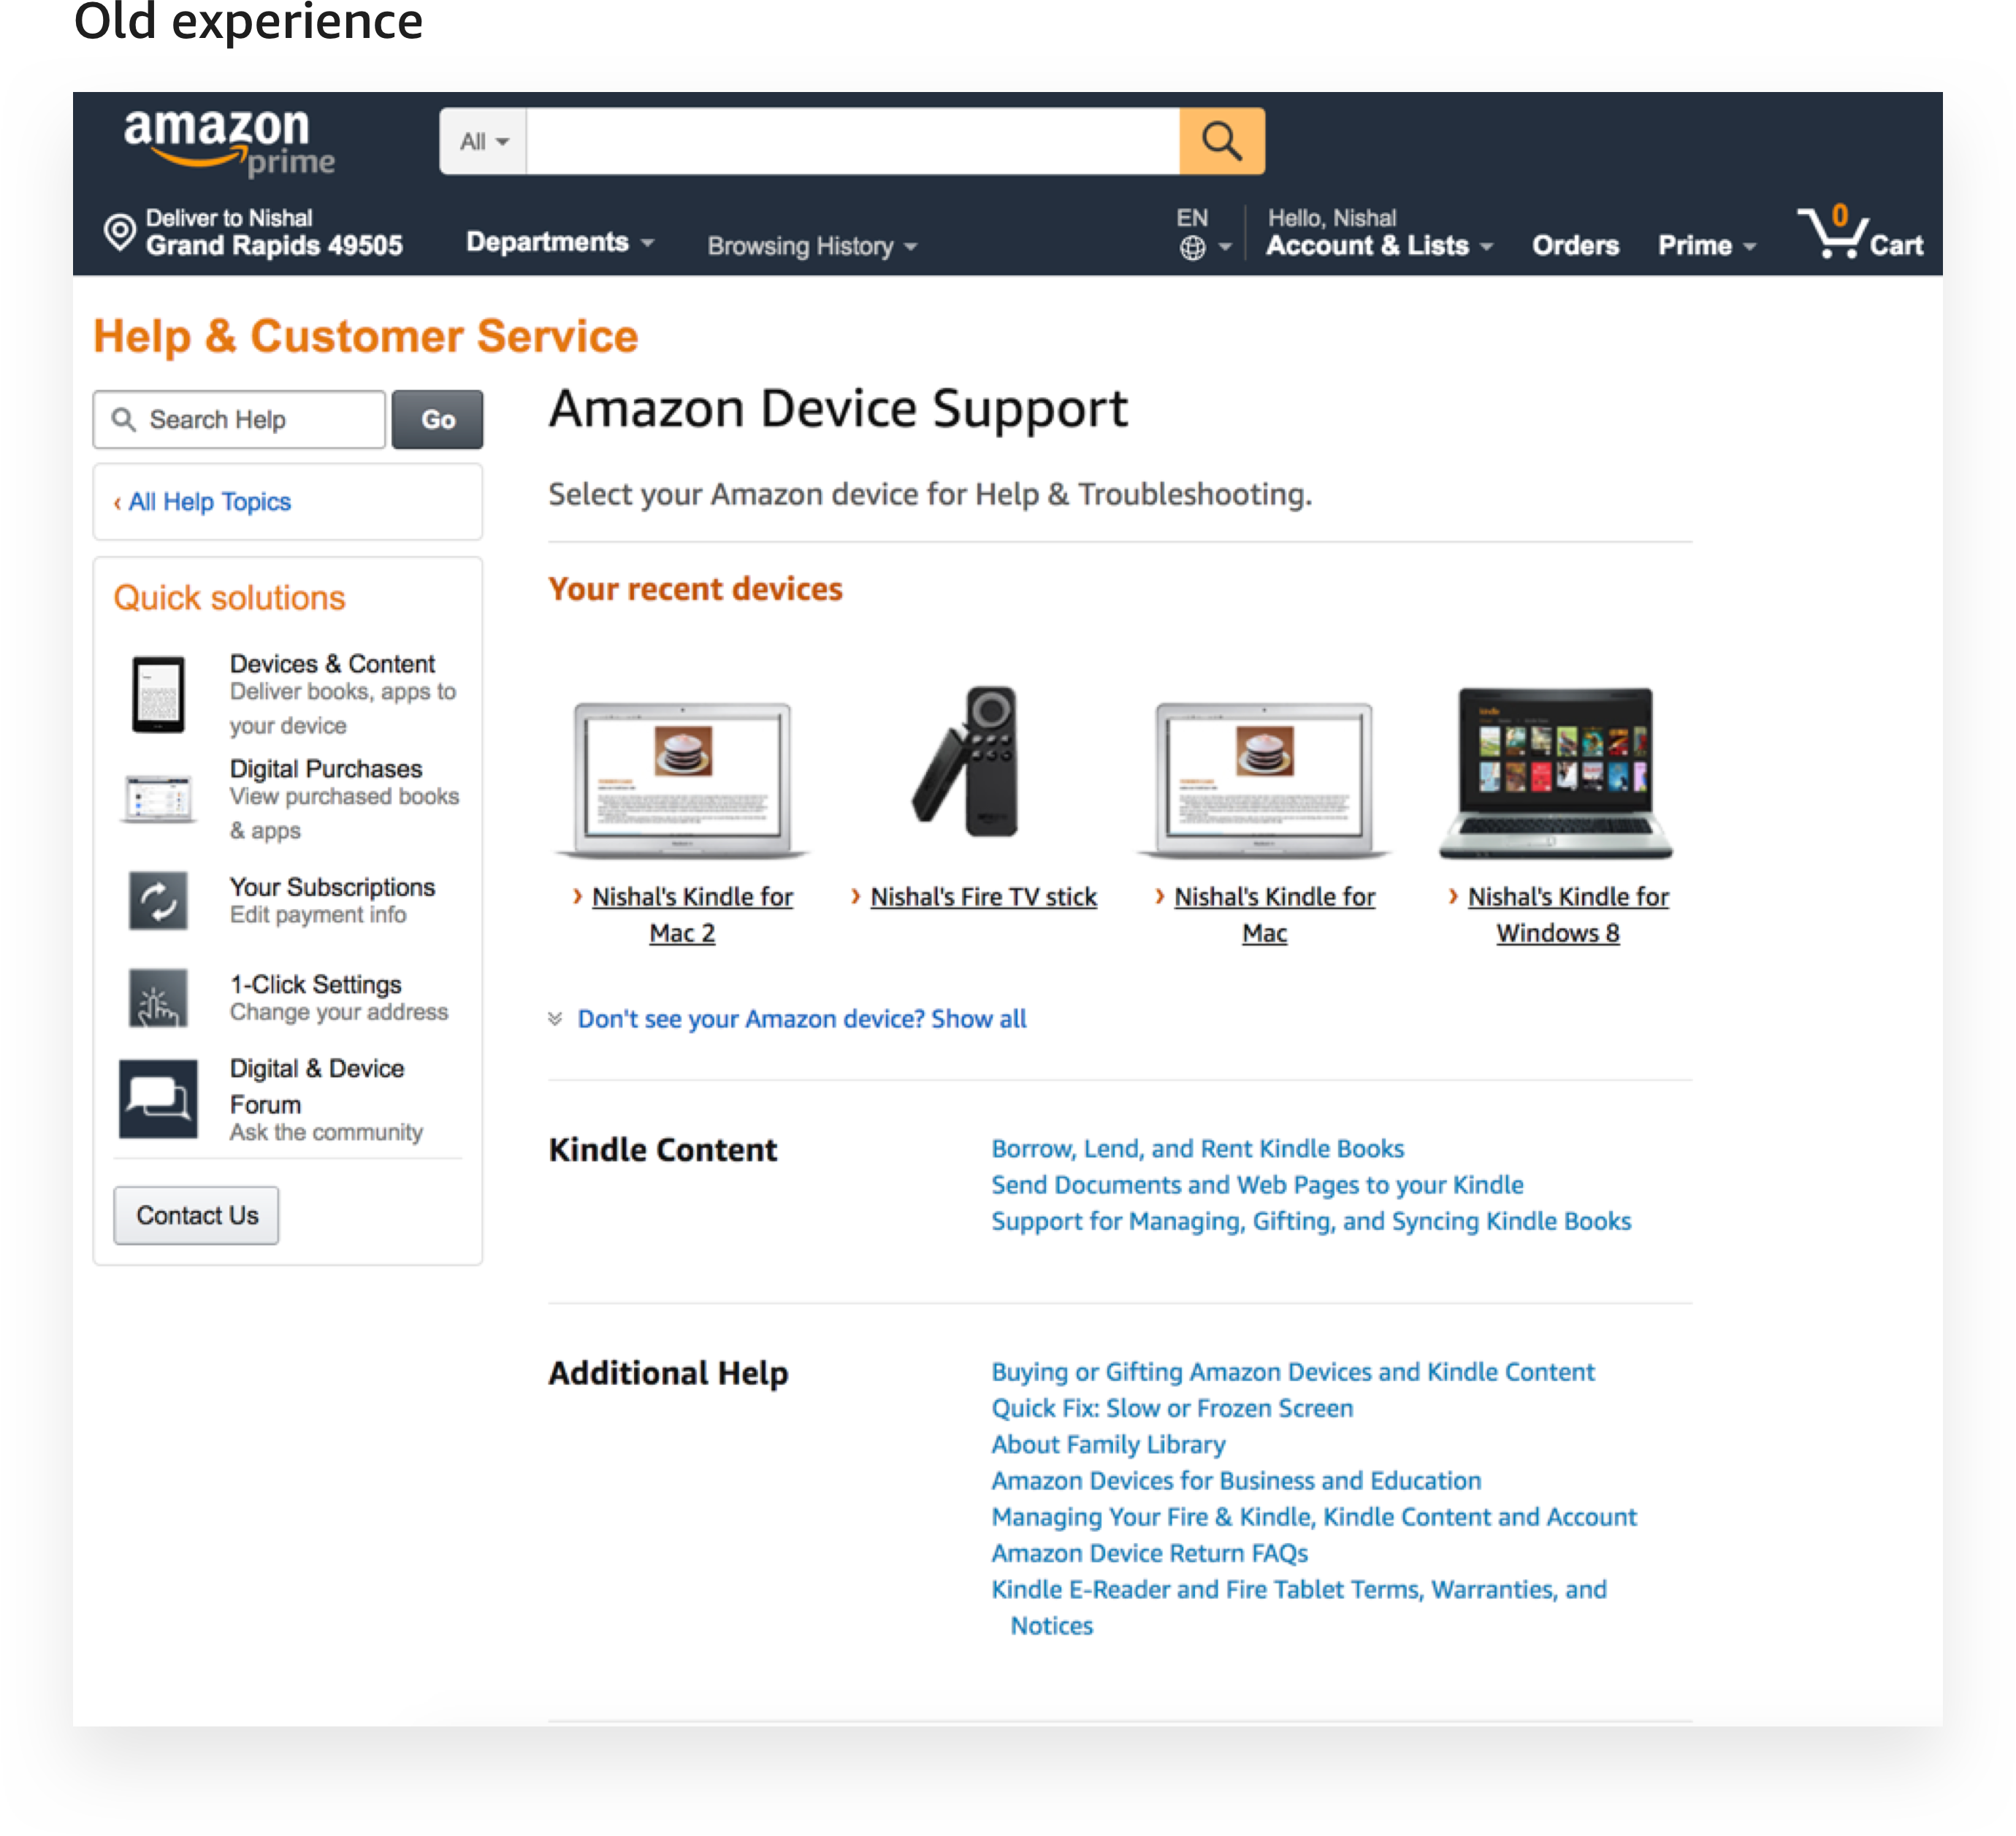 Old experience
amazon
prime
All
Deliver to Nishal
Grand Rapids 49505
Departments
Browsing History
EN
Hello, Nishal
Account & Lists
Orders
Prime
0
Cart
Help & Customer Service
Search Help
Go
‹ All Help Topics
Quick solutions
Devices & Content
Deliver books, apps to
your device
Digital Purchases
View purchased books
& apps
Your Subscriptions
Edit payment info
1-Click Settings
Change your address
Digital & Device
Forum
Ask the community
Contact Us
Amazon Device Support
Select your Amazon device for Help & Troubleshooting.
Your recent devices
› Nishal's Kindle for
Mac 2
› Nishal's Fire TV stick
› Nishal's Kindle for
Mac
kindle
› Nishal's Kindle for
Windows 8
Don't see your Amazon device? Show all
Kindle Content
Borrow, Lend, and Rent Kindle Books
Send Documents and Web Pages to your Kindle
Support for Managing, Gifting, and Syncing Kindle Books
Additional Help
Buying or Gifting Amazon Devices and Kindle Content
Quick Fix: Slow or Frozen Screen
About Family Library
Amazon Devices for Business and Education
Managing Your Fire & Kindle, Kindle Content and Account
Amazon Device Return FAQs
Kindle E-Reader and Fire Tablet Terms, Warranties, and
Notices